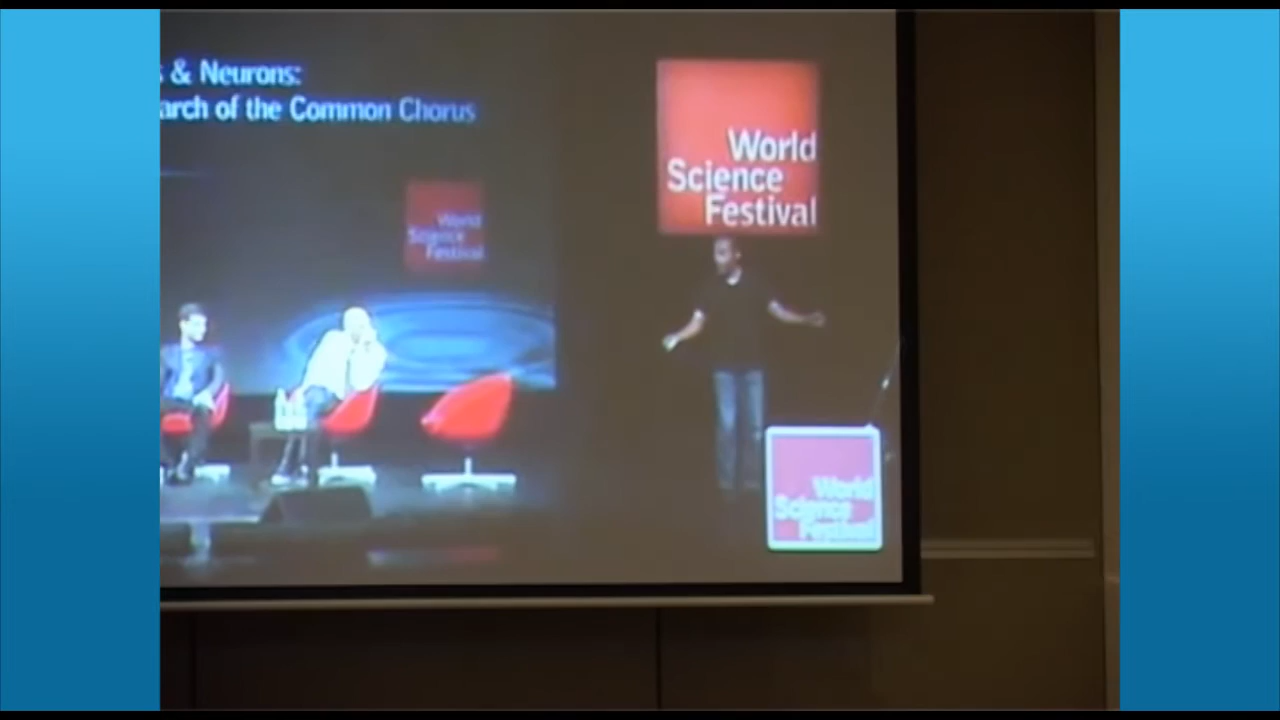 s & Neurons:
arch of the Common Chorus
World
Science
Festival
World
Science
Festival
World
Science
Festival